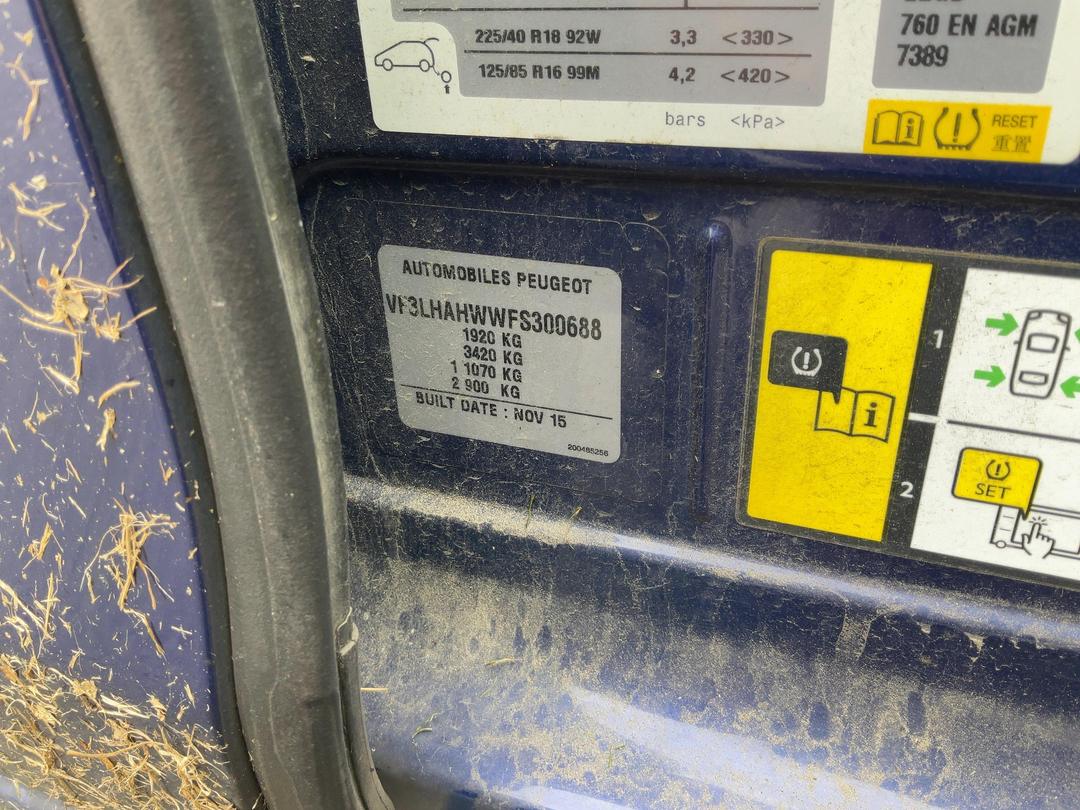 225/40 R18 92W 3,3 <330>
125/85 R16 99M 4,2 <420>
bars <kPa>
760 EN AGM
7389
RESET
重置
AUTOMOBILES PEUGEOT
VF3LHAHWWFS300688
1920 KG
3420 KG
1 1070 KG
2 900 KG
BUILT DATE : NOV 15
200485256
1
2
SET